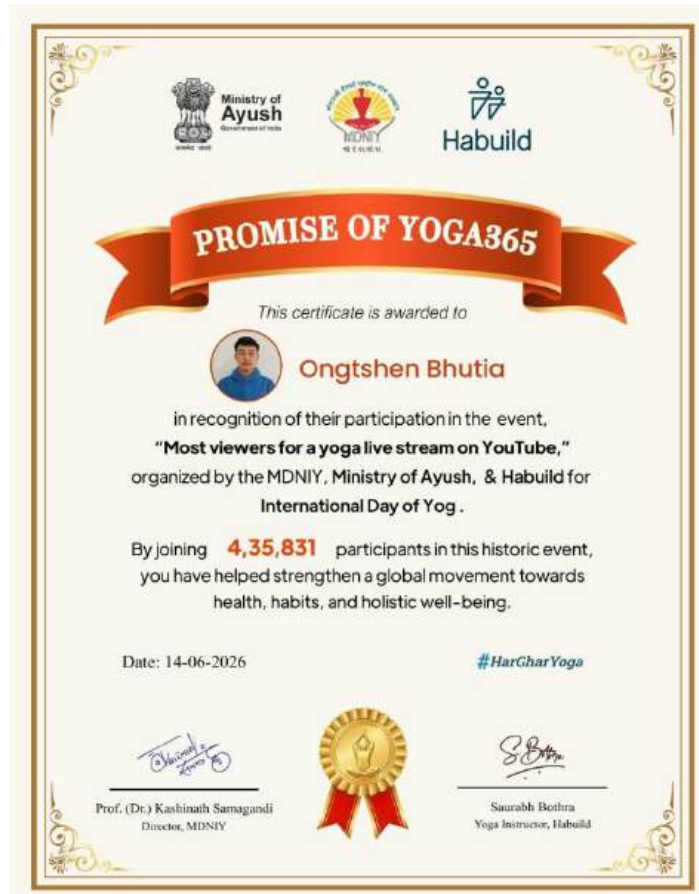 Ministry of
Ayush
Government of India
MDNIY
Habuild
PROMISE OF YOGA365
This certificate is awarded to
Ongtshen Bhutia
in recognition of their participation in the event,
“Most viewers for a yoga live stream on YouTube,”
organized by the MDNIY, Ministry of Ayush, & Habuild for
International Day of Yog .
By joining 4,35,831 participants in this historic event,
you have helped strengthen a global movement towards
health, habits, and holistic well-being.
Date: 14-06-2026
#HarGharYoga
Prof. (Dr.) Kashinath Samagandi
Director, MDNIY
Saurabh Bothra
Yoga Instructor, Habuild